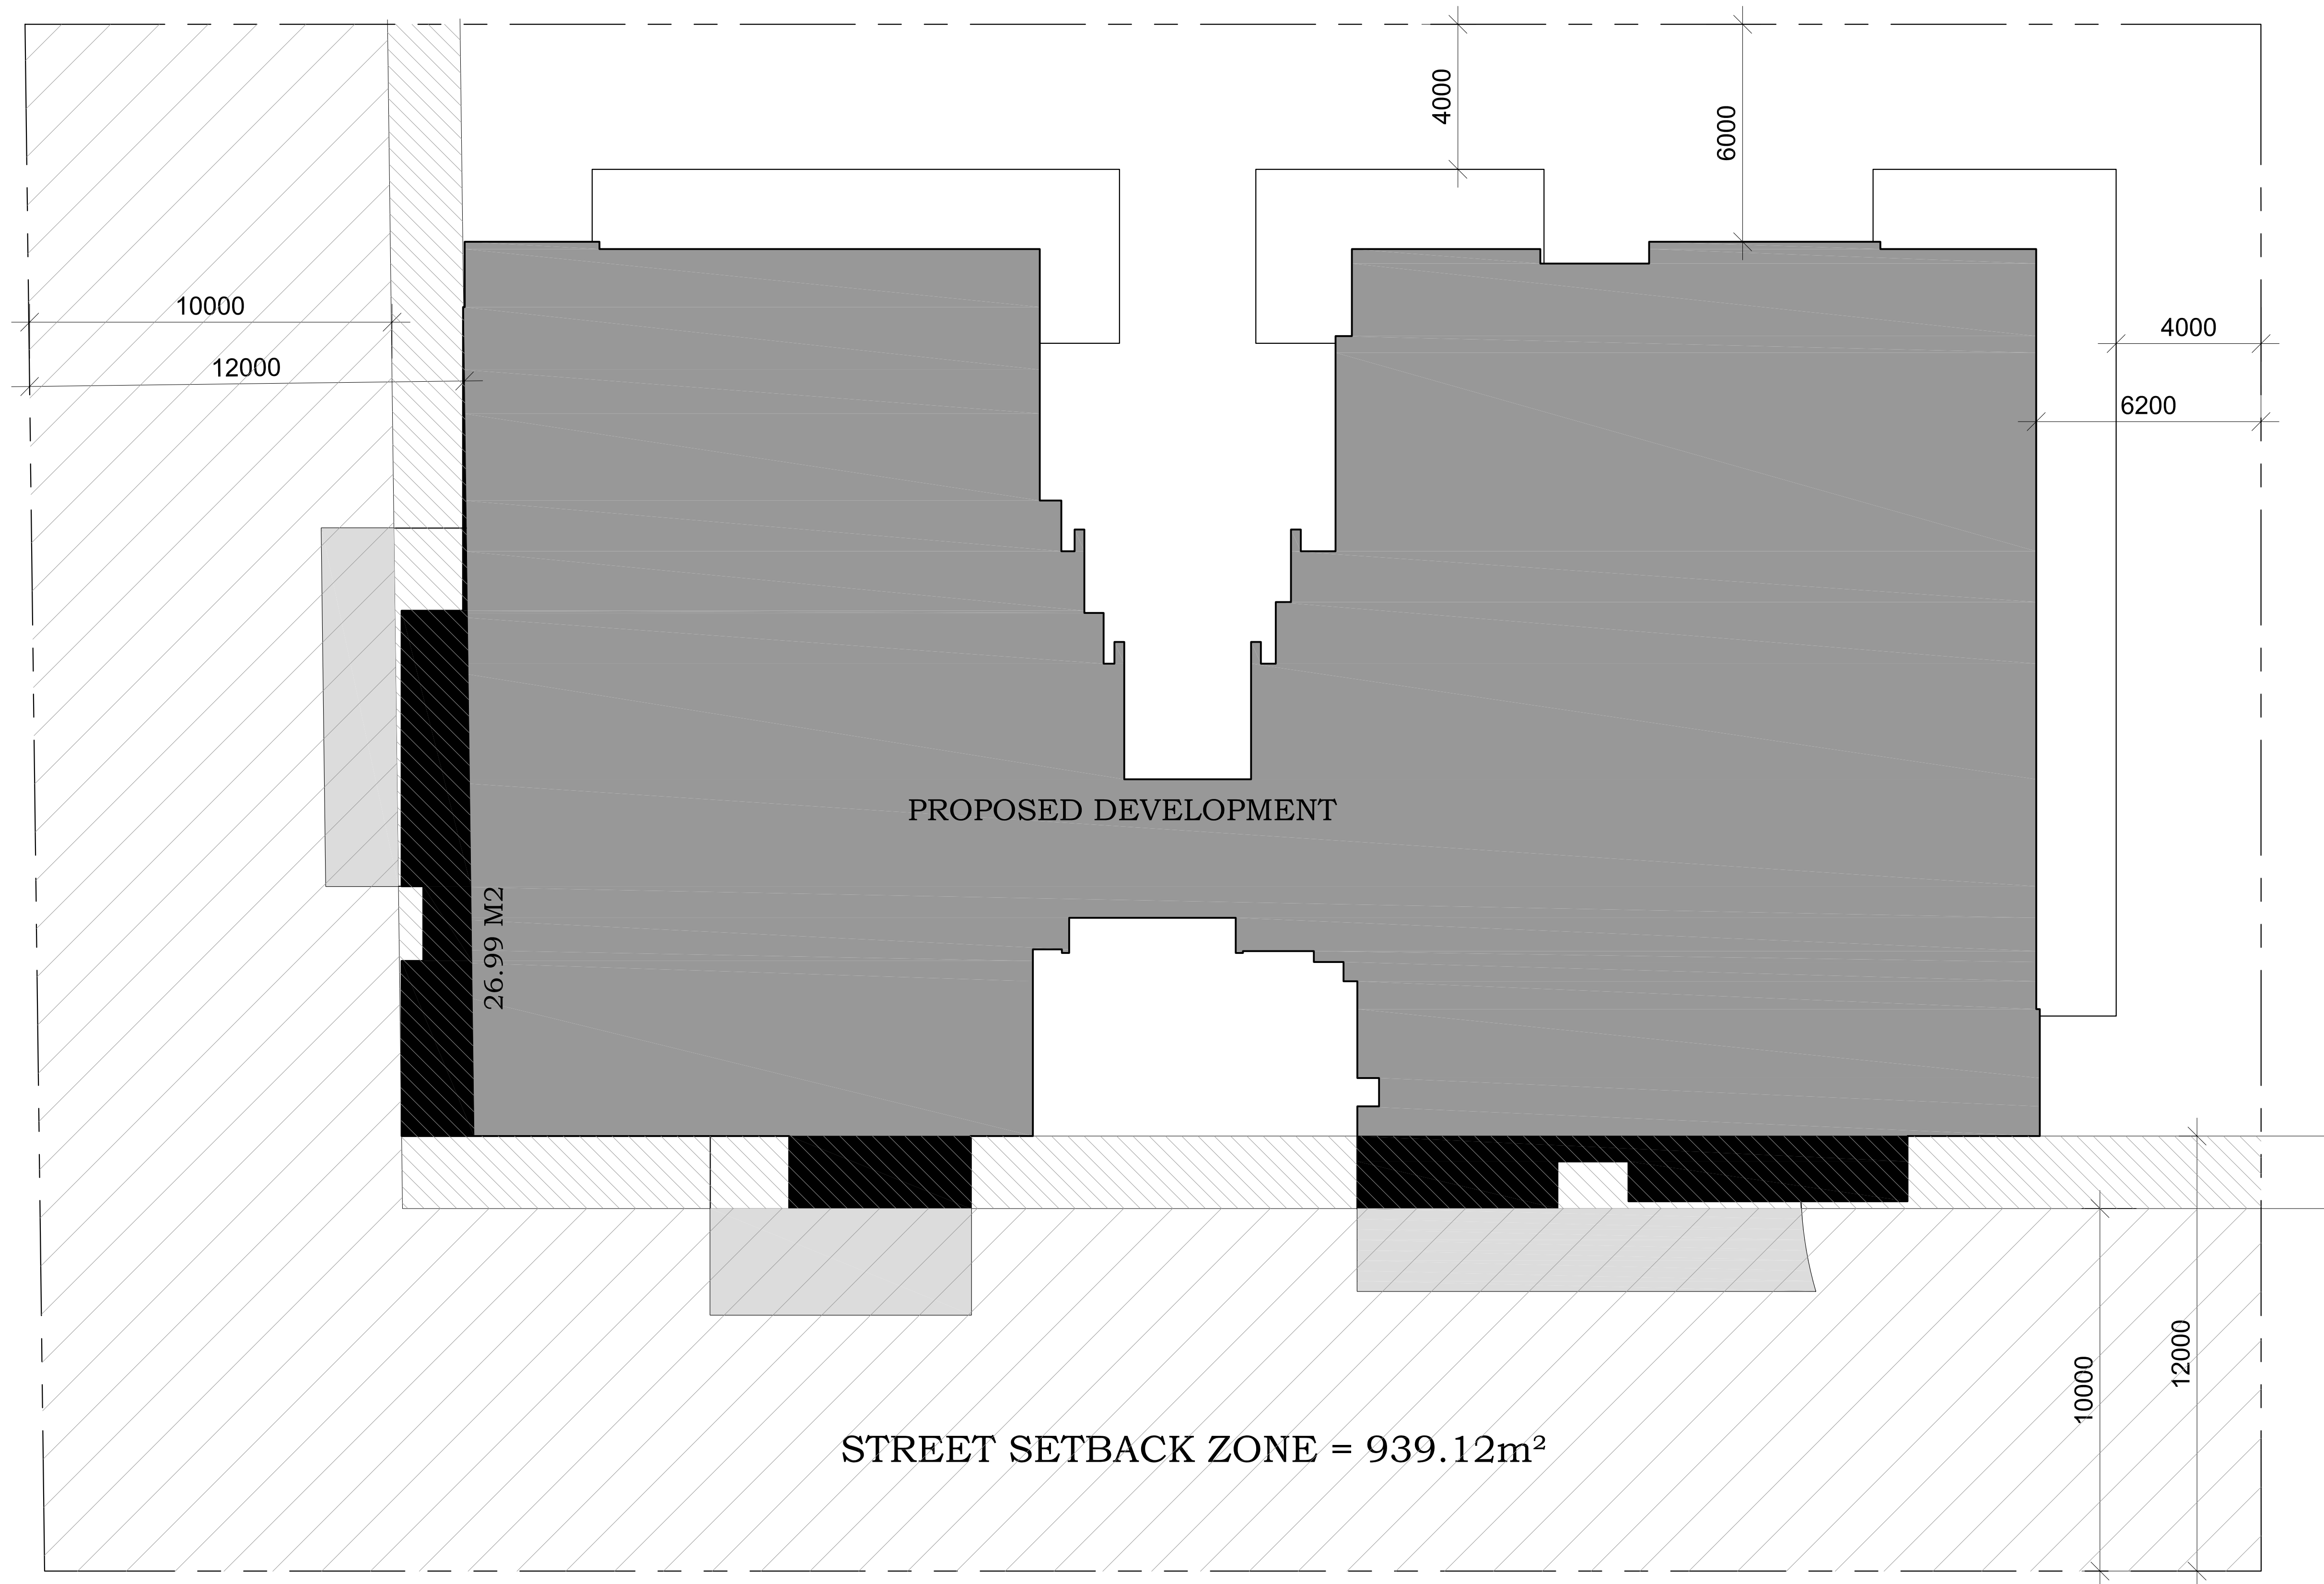 4000
6000
10000
12000
4000
6200
PROPOSED DEVELOPMENT
26.99 M2
12000
10000
STREET SETBACK ZONE = 939.12m²